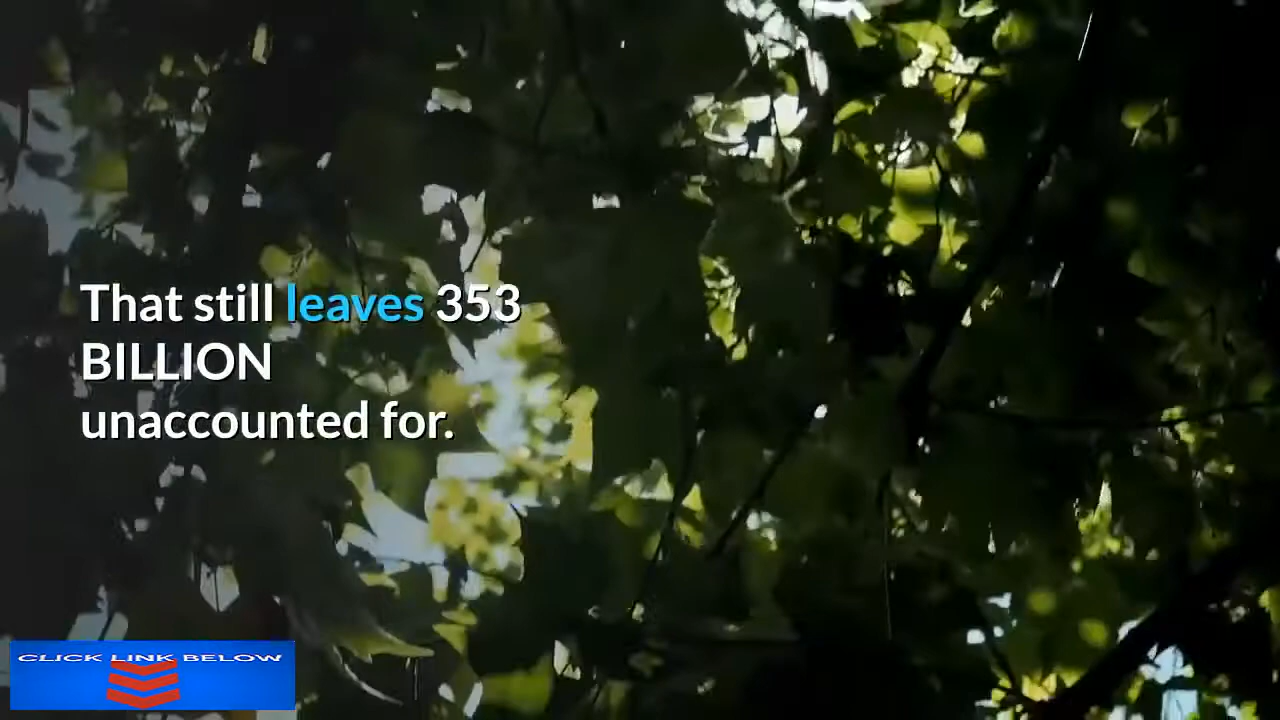 That still leaves 353
BILLION
unaccounted for.
CLICK LINK BELOW